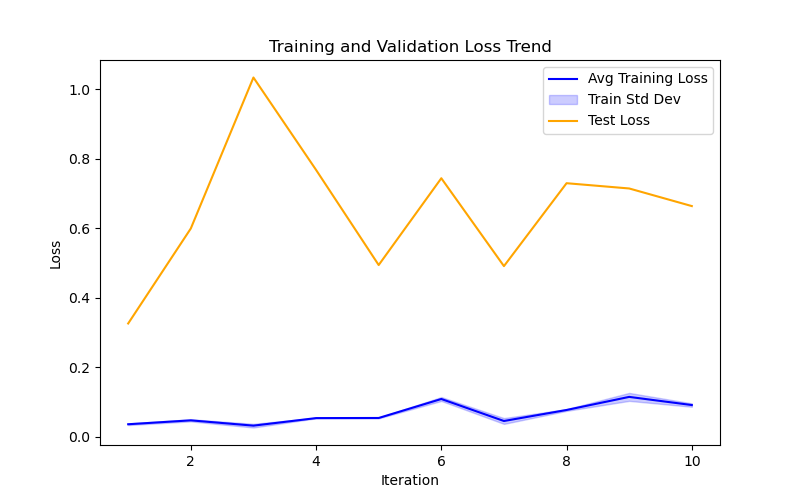 Training and Validation Loss Trend
Avg Training Loss
Train Std Dev
Test Loss
1.0
0.8
0.6
0.4
0.2
0.0
Loss
2 4 6 8 10
Iteration